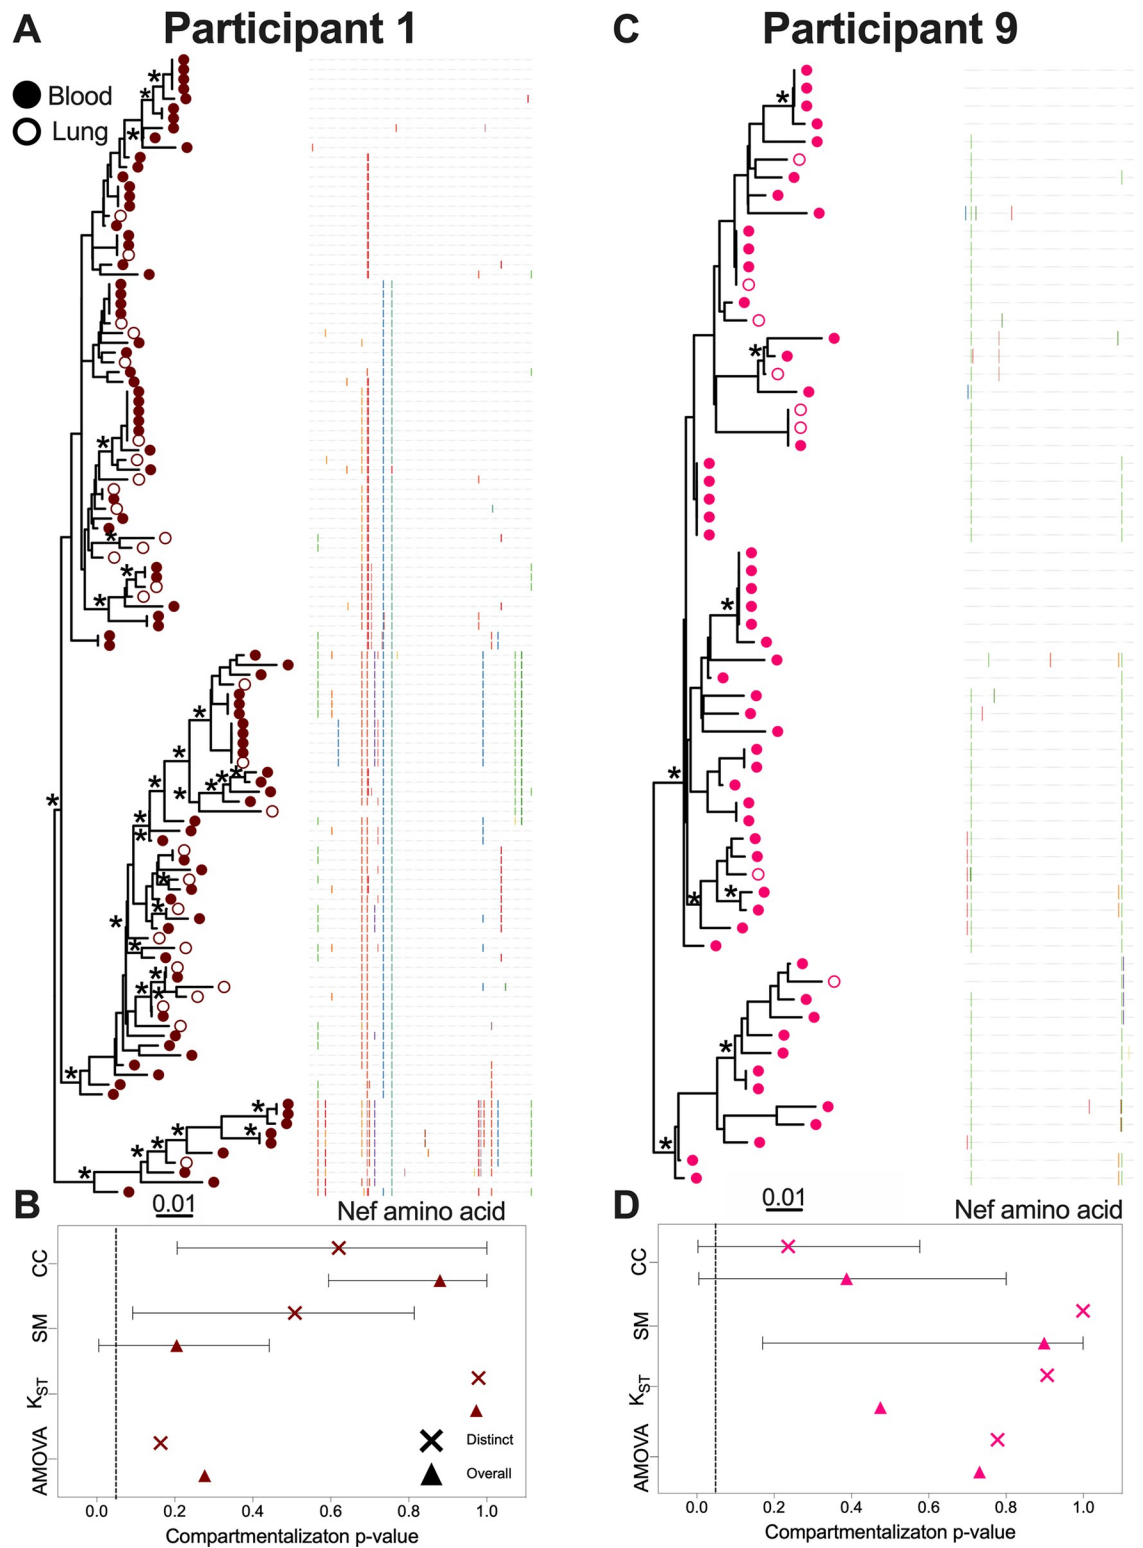 A Participant 1
Blood
Lung
0.01
Nef amino acid
B
CC
SM
KST
AMOVA
Distinct
Overall
0.0 0.2 0.4 0.6 0.8 1.0
Compartmentalizaton p-value
C Participant 9
0.01
Nef amino acid
D
CC
SM
KST
AMOVA
0.0 0.2 0.4 0.6 0.8 1.0
Compartmentalizaton p-value